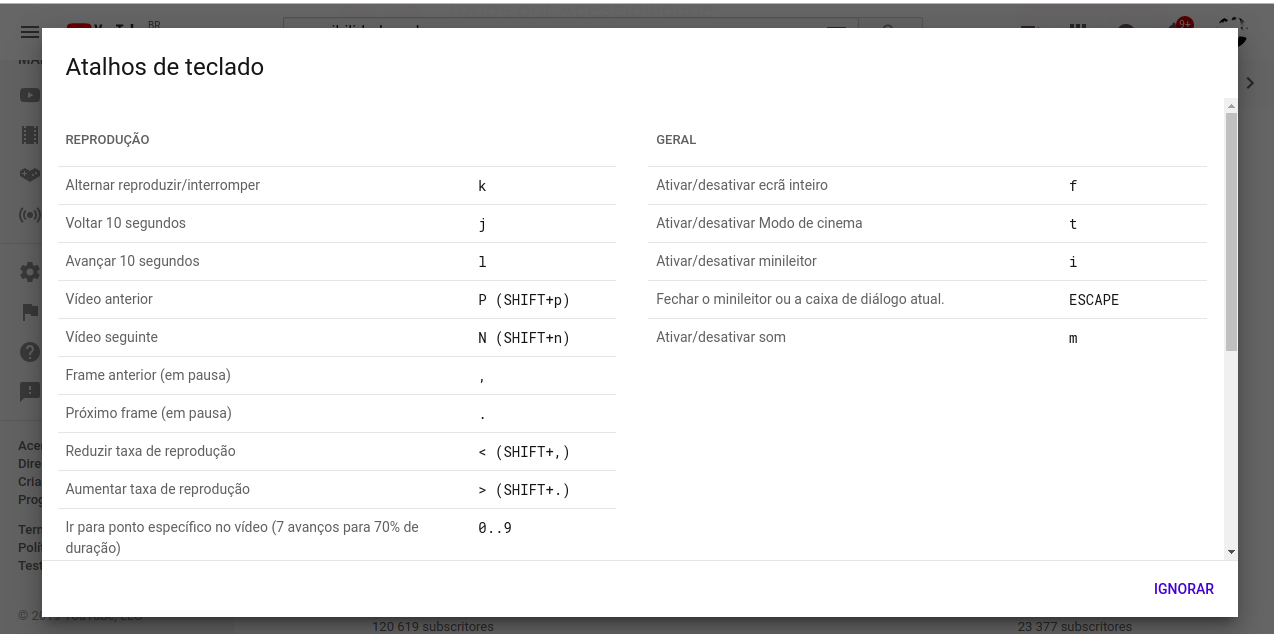 BR
9+
Atalhos de teclado
REPRODUÇÃO
Alternar reproduzir/interromper k
Voltar 10 segundos j
Avançar 10 segundos l
Vídeo anterior P (SHIFT+p)
Vídeo seguinte N (SHIFT+n)
Frame anterior (em pausa) ,
Próximo frame (em pausa) .
Reduzir taxa de reprodução < (SHIFT+,)
Aumentar taxa de reprodução > (SHIFT+.)
Ir para ponto específico no vídeo (7 avanços para 70% de 0..9
duração)
GERAL
Ativar/desativar ecrã inteiro f
Ativar/desativar Modo de cinema t
Ativar/desativar minileitor i
Fechar o minileitor ou a caixa de diálogo atual. ESCAPE
Ativar/desativar som m
IGNORAR
120 619 subscritores
23 377 subscritores